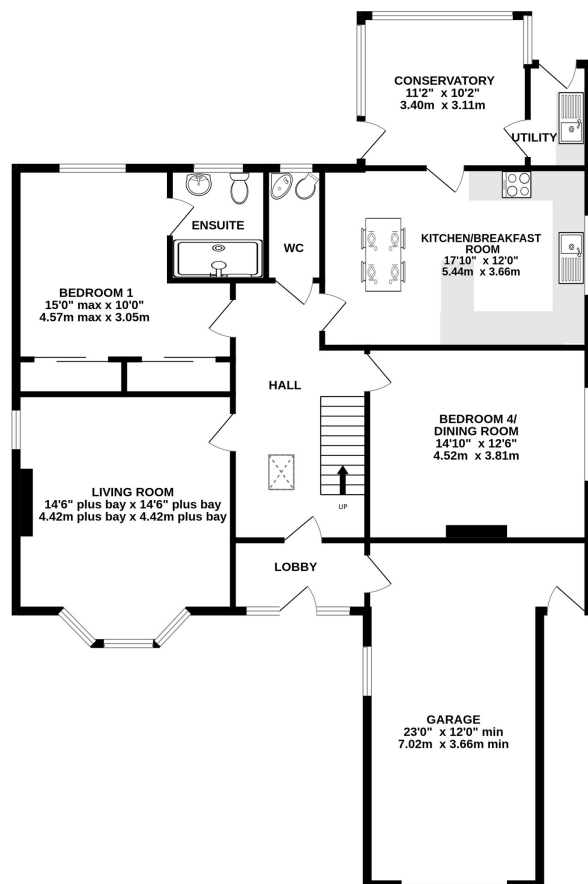 CONSERVATORY
11'2" x 10'2"
3.40m x 3.11m
UTILITY
ENSUITE
WC
KITCHEN/BREAKFAST
ROOM
17'10" x 12'0"
5.44m x 3.66m
BEDROOM 1
15'0" max x 10'0"
4.57m max x 3.05m
HALL
BEDROOM 4/
DINING ROOM
14'10" x 12'6"
4.52m x 3.81m
LIVING ROOM
14'6" plus bay x 14'6" plus bay
4.42m plus bay x 4.42m plus bay
UP
LOBBY
GARAGE
23'0" x 12'0" min
7.02m x 3.66m min